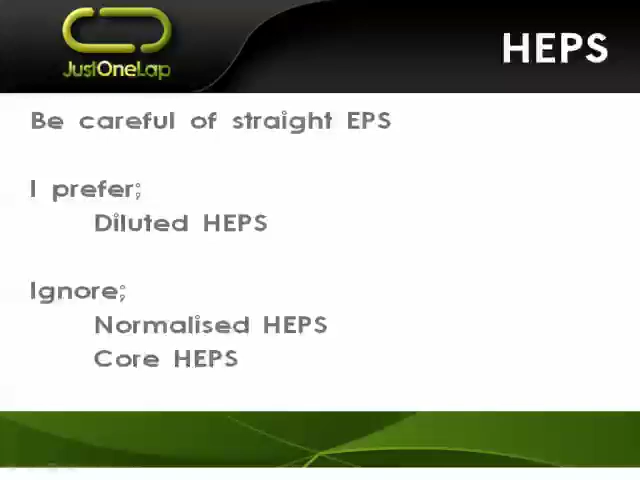 JustOneLap
HEPS
Be careful of straight EPS
I prefer;
Diluted HEPS
Ignore;
Normalised HEPS
Core HEPS